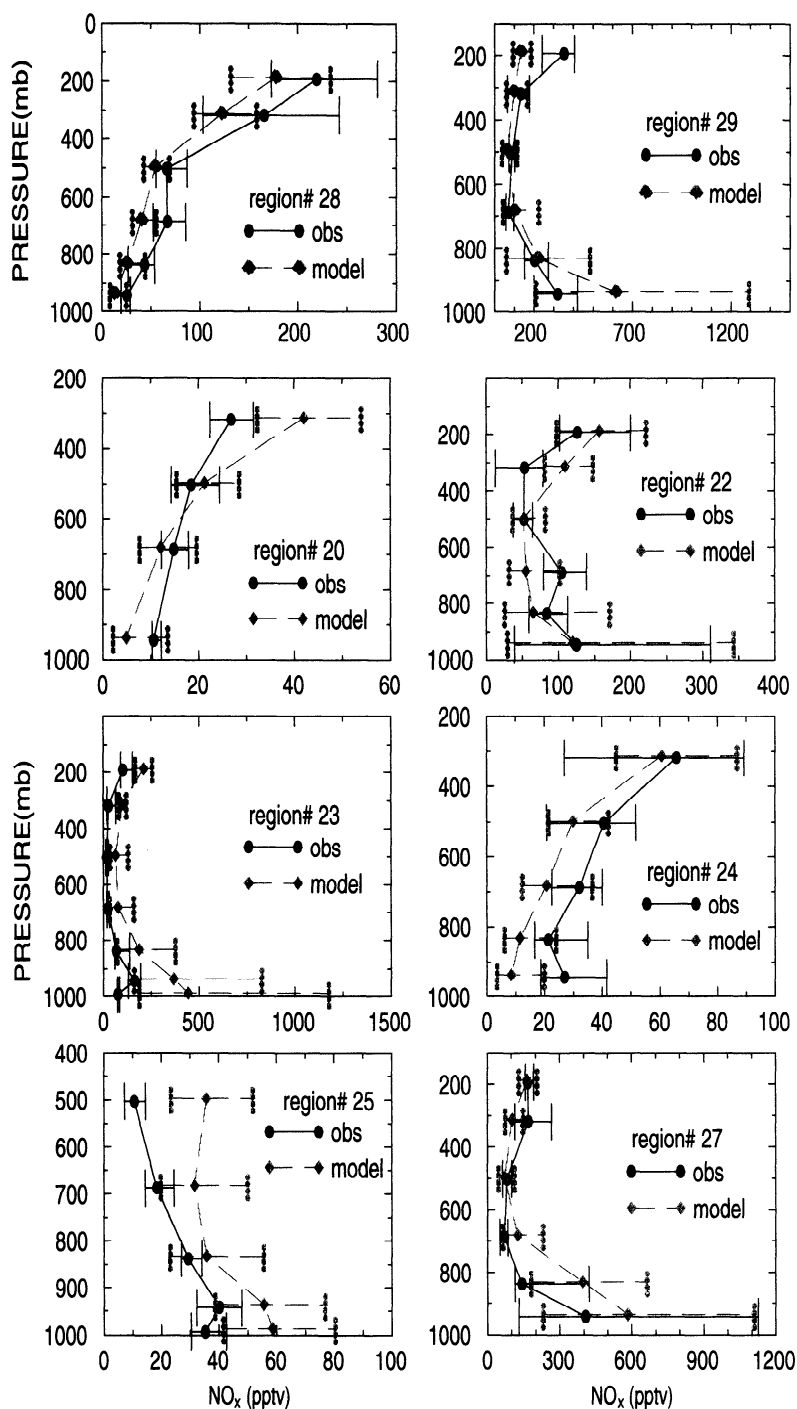 0
200
400
600
800
1000
PRESSURE(mb)
region# 28
obs
model
0 100 200 300
200
400
600
800
1000
region# 29
obs
model
200 700 1200
200
400
600
800
1000
region# 20
obs
model
0 20 40 60
200
400
600
800
1000
region# 22
obs
model
0 100 200 300 400
0
200
400
600
800
1000
PRESSURE(mb)
region# 23
obs
model
0 500 1000 1500
200
400
600
800
1000
region# 24
obs
model
0 20 40 60 80 100
400
500
600
700
800
900
1000
region# 25
obs
model
0 20 40 60 80 100
NOx (pptv)
200
400
600
800
1000
region# 27
obs
model
0 300 600 900 1200
NOx (pptv)